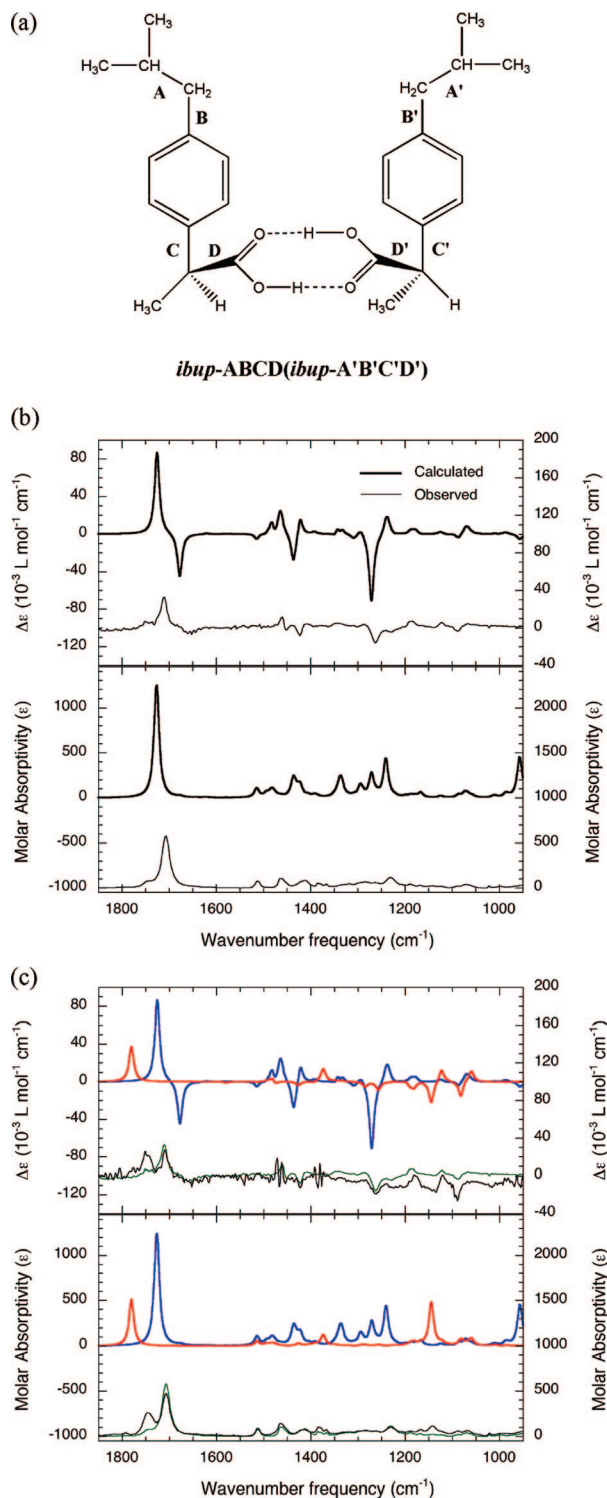 (a)
CH₃
CH₃
H₃C
CH
CH₃
H₃C
CH
CH₃
A
CH₂
H₂C
A'
B
B'
O
H
O
C
D
D'
C'
O
H
O
H₃C
H
H₃C
H
ibup-ABCD(ibup-A'B'C'D')
(b)
80
40
0
-40
-80
-120
Δε (10⁻³ L mol⁻¹ cm⁻¹)
Calculated
Observed
200
160
120
80
40
0
-40
Δε (10⁻³ L mol⁻¹ cm⁻¹)
1000
500
0
-500
-1000
Molar Absorptivity (ε)
2000
1500
1000
500
0
Molar Absorptivity (ε)
1800
1600
1400
1200
1000
Wavenumber frequency (cm⁻¹)
(c)
80
40
0
-40
-80
-120
Δε (10⁻³ L mol⁻¹ cm⁻¹)
200
160
120
80
40
0
-40
Δε (10⁻³ L mol⁻¹ cm⁻¹)
1000
500
0
-500
-1000
Molar Absorptivity (ε)
2000
1500
1000
500
0
Molar Absorptivity (ε)
1800
1600
1400
1200
1000
Wavenumber frequency (cm⁻¹)